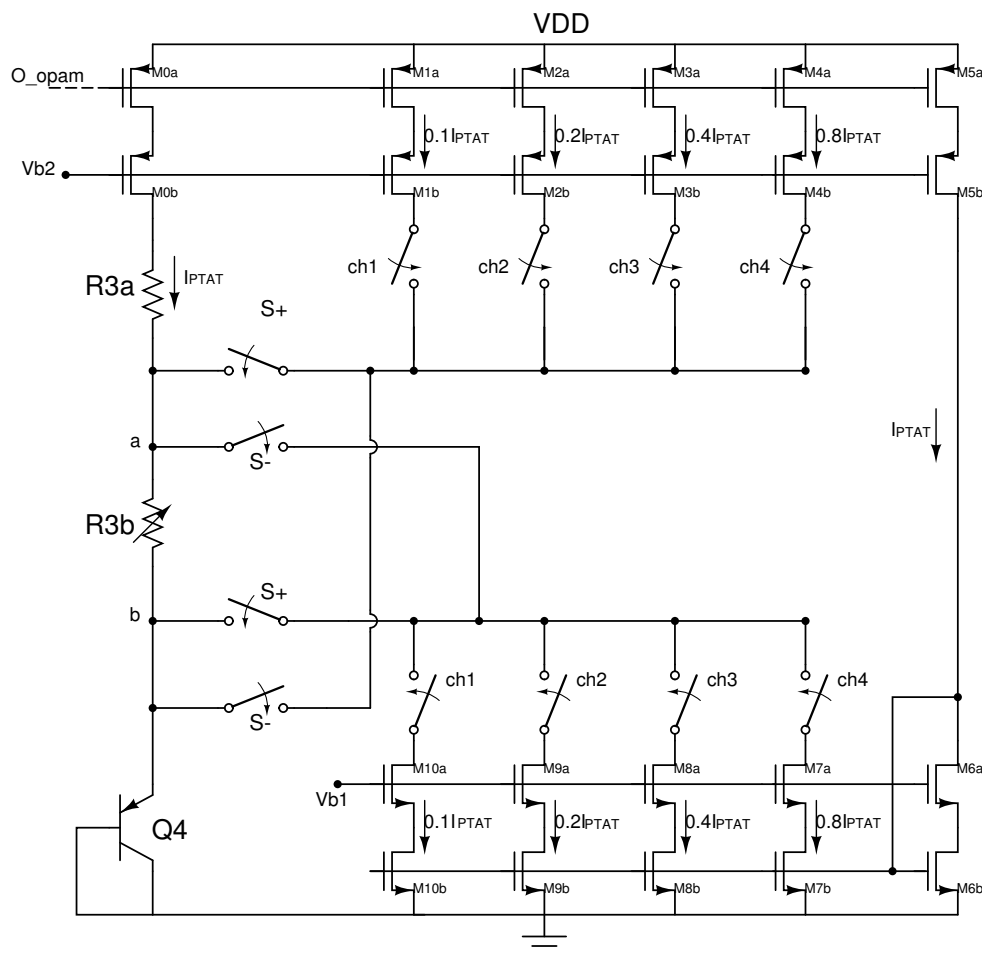 VDD
O_opam
M0a M1a M2a M3a M4a M5a
0.1IPTAT 0.2IPTAT 0.4IPTAT 0.8IPTAT
Vb2
M0b M1b M2b M3b M4b M5b
R3a IPTAT
ch1 ch2 ch3 ch4
S+
a
S-
IPTAT
R3b
b
S+
S-
ch1 ch2 ch3 ch4
M10a M9a M8a M7a M6a
Vb1
Q4
0.1IPTAT 0.2IPTAT 0.4IPTAT 0.8IPTAT
M10b M9b M8b M7b M6b